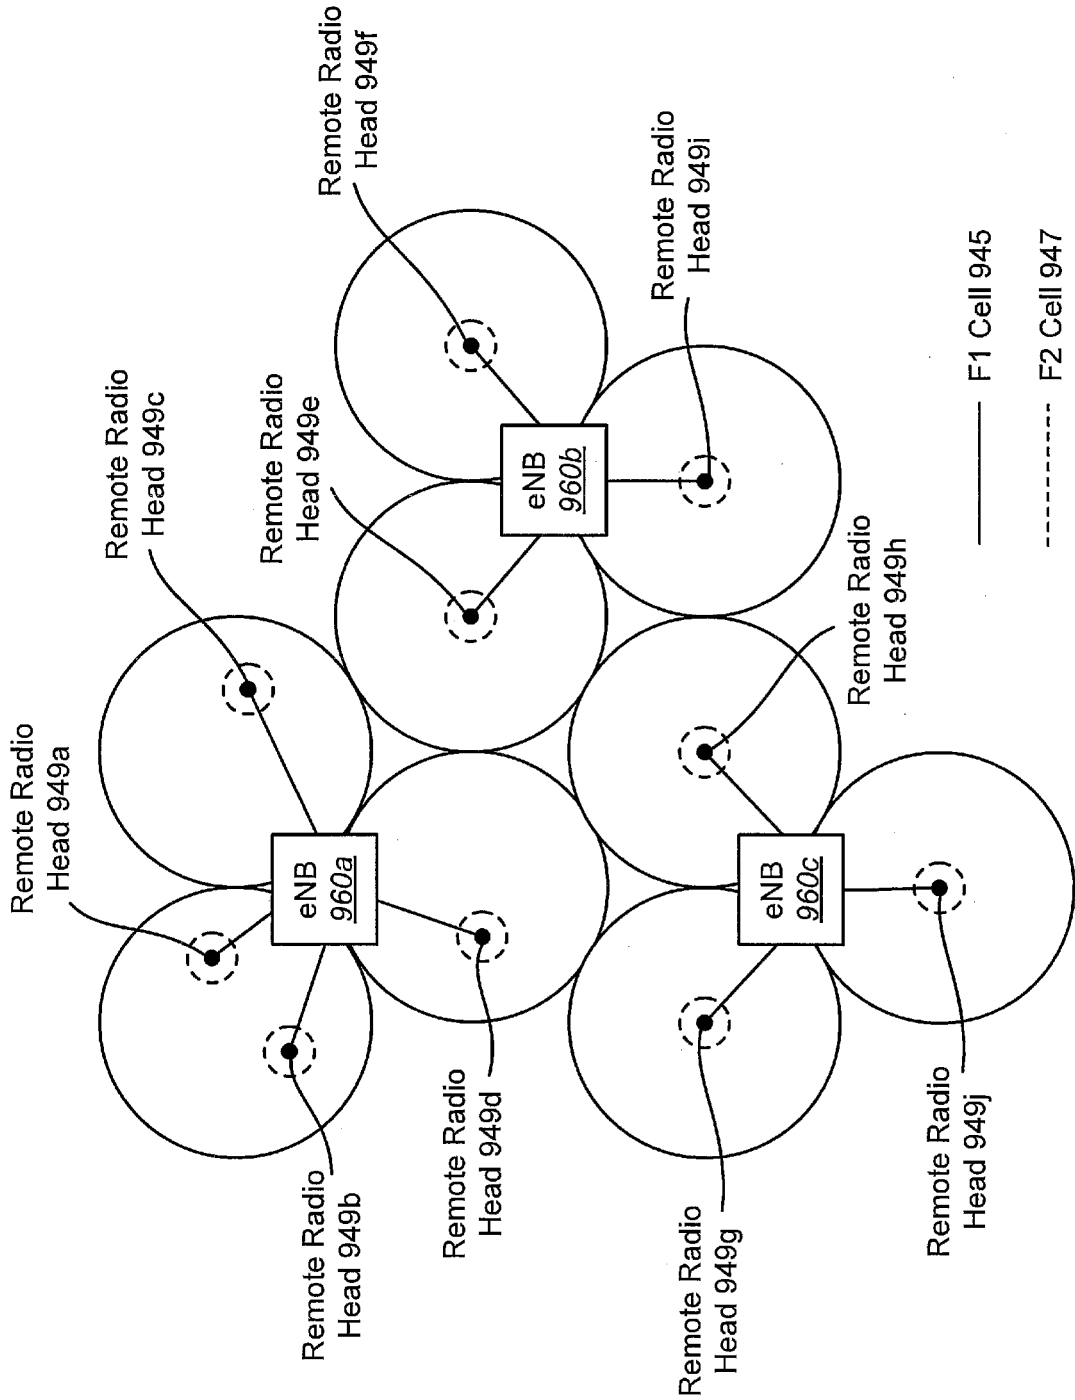 Remote Radio
Head 949a
Remote Radio
Head 949c
Remote Radio
Head 949f
Remote Radio
Head 949b
Remote Radio
Head 949e
eNB
960a
Remote Radio
Head 949d
eNB
960b
Remote Radio
Head 949i
Remote Radio
Head 949g
eNB
960c
Remote Radio
Head 949h
Remote Radio
Head 949j
F1 Cell 945
F2 Cell 947